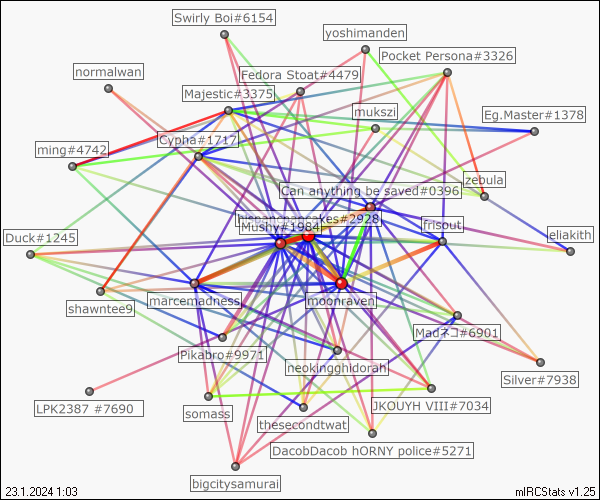 Swirly Boi#6154
yoshimanden
Pocket Persona#3326
normalwan
Fedora Stoat#4479
Majestic#3375
mukszi
Eg.Master#1378
Cypha#1717
ming#4742
zebula
Can anything be saved#0396
cakes#2928
Mushy#1984
frisout
Duck#1245
eliakith
shawntee9
marcemadness
moonraven
Madネコ#6901
Pikabro#9971
neokingghidorah
Silver#7938
LPK2387 #7690
somass
JKOUYH VIII#7034
thesecondtwat
DacobDacob hORNY police#5271
bigcitysamurai
23.1.2024 1:03
mIRCStats v1.25